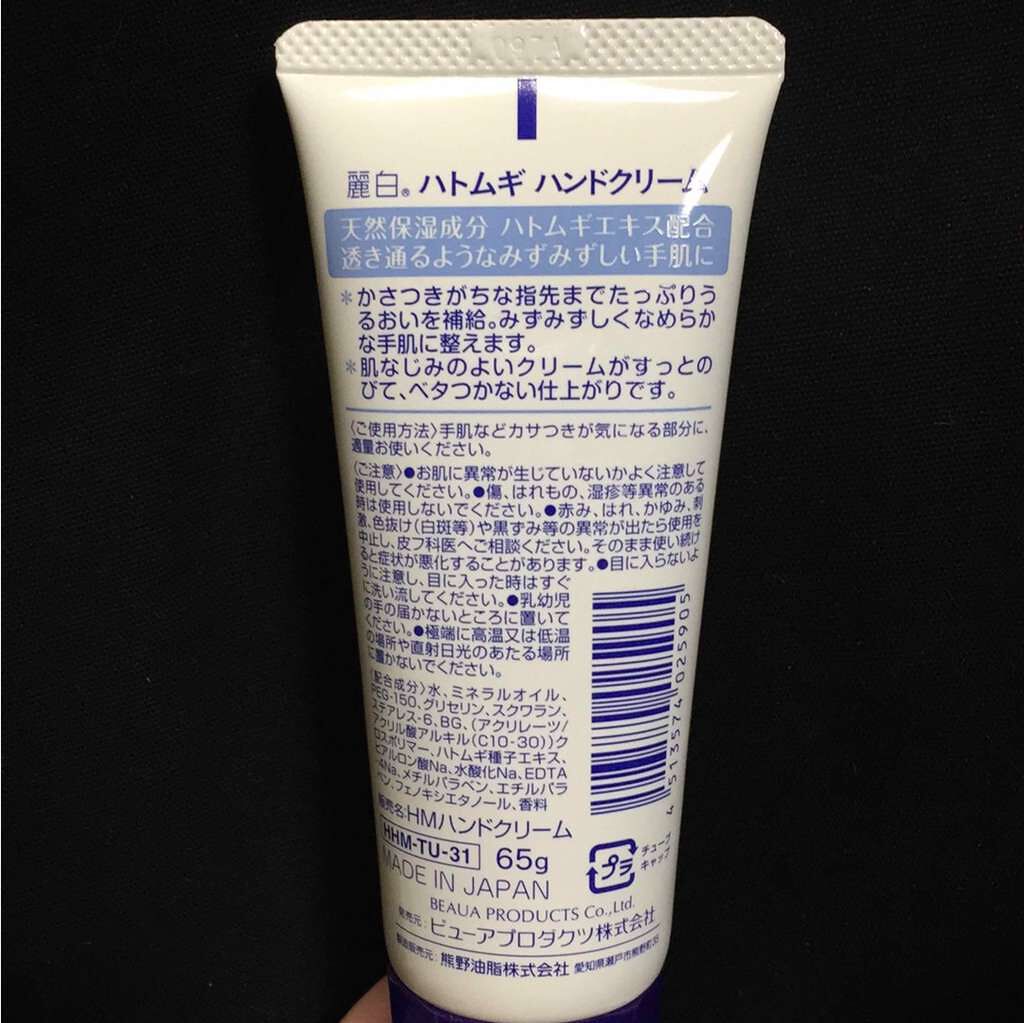 麗白® ハトムギ ハンドクリーム
天然保湿成分 ハトムギエキス配合
透き通るようなみずみずしい手肌に
＊かさつきがちな指先までたっぷりう
るおいを補給。みずみずしくなめらか
な手肌に整えます。
＊肌なじみのよいクリームがすっとの
びて、ベタつかない仕上がりです。
〈ご使用方法〉手肌などカサつきが気になる部分に、
適量お使いください。
〈ご注意〉●お肌に異常が生じていないかよく注意して
使用してください。●傷、はれもの、湿疹等異常のある
時は使用しないでください。●赤み、はれ、かゆみ、刺
激、色抜け(白斑等)や黒ずみ等の異常が出たら使用を
中止し、皮フ科医へご相談ください。そのまま使い続け
ると症状が悪化することがあります。●目に入らないよ
うに注意し、目に入った時はすぐ
に洗い流してください。●乳幼児
の手の届かないところに置いて
ください。●極端に高温又は低温
の場所や直射日光のあたる場所
に置かないでください。
〈配合成分〉水、ミネラルオイル、
PEG-150、グリセリン、スクワラン、
ステアレス-6、BG、(アクリレーツ/
アクリル酸アルキル(C10-30))ク
ロスポリマー、ハトムギ種子エキス、
ヒアルロン酸Na、水酸化Na、EDTA
-4Na、メチルパラベン、エチルパラ
ベン、フェノキシエタノール、香料
販売名:HMハンドクリーム
HHM-TU-31 65g
MADE IN JAPAN
4 513574 025905
プラ
チューブ
キャップ
BEAUA PRODUCTS Co.,Ltd.
発売元:ビューアプロダクツ株式会社
製造販売元:熊野油脂株式会社 愛知県瀬戸市熊野町35